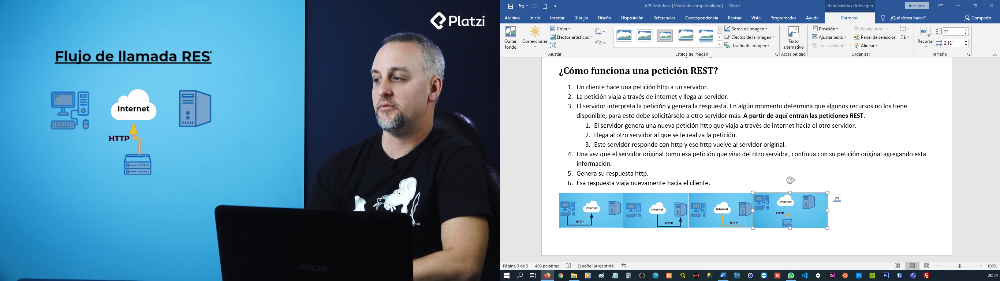 Platzi
Flujo de llamada RES
Internet
HTTP
ASUS
API Rest.docx [Modo de compatibilidad] - Word
Herramientas de imagen
Inic. ses.
Archivo Inicio Insertar Dibujar Diseño Disposición Referencias Correspondencia Revisar Vista Programador Ayuda Formato ¿Qué desea hacer? Compartir
Quitar fondo
Correcciones
Color
Efectos artísticos
Ajustar
Borde de imagen
Efectos de la imagen
Diseño de imagen
Estilos de imagen
Texto alternativo
Accesibilidad
Posición
Ajustar texto
Traer adelante
Enviar atrás
Panel de selección
Alinear
Organizar
Recortar
1"
2.12"
Tamaño
¿Cómo funciona una petición REST?
1. Un cliente hace una petición http a un servidor.
2. La petición viaja a través de internet y llega al servidor.
3. El servidor interpreta la petición y genera la respuesta. En algún momento determina que algunos recursos no los tiene
disponible, para esto debe solicitárselo a otro servidor más. A partir de aquí entran las peticiones REST.
1. El servidor genera una nueva petición http que viaja a través de internet hacia el otro servidor.
2. Llega al otro servidor al que se le realiza la petición.
3. Este servidor responde con http y ese http vuelve al servidor original.
4. Una vez que el servidor original tomo esa petición que vino del otro servidor, continua con su petición original agregando esta
información.
5. Genera su respuesta http.
6. Esa respuesta viaja nuevamente hacia el cliente.
Internet
HTTP
Internet
HTTP
Internet
HTTP
Internet
HTTP
Página 3 de 3 496 palabras Español (Argentina) 100%
20:54